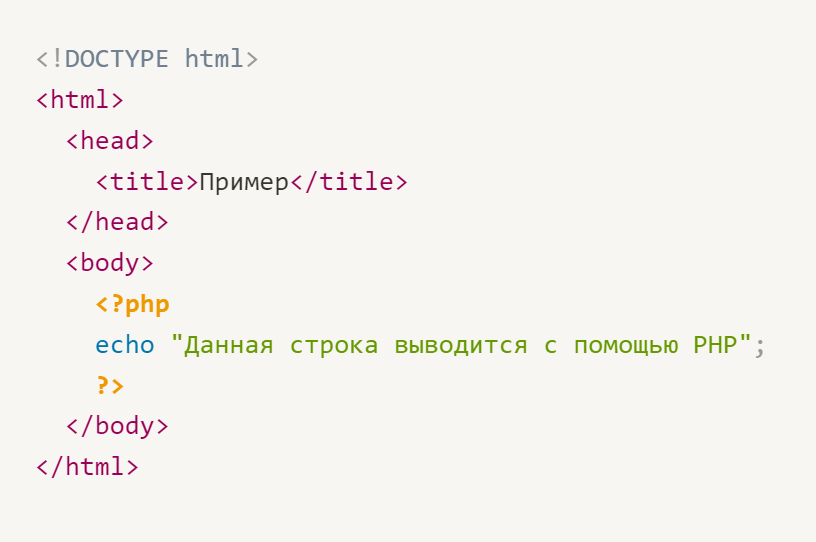 <!DOCTYPE html>
<html>
<head>
<title>Пример</title>
</head>
<body>
<?php
echo "Данная строка выводится с помощью PHP";
?>
</body>
</html>